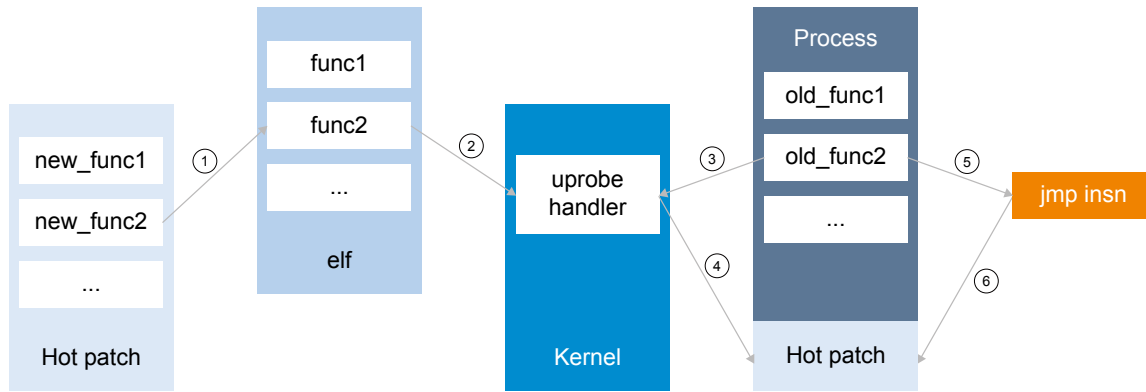 new_func1
new_func2
...
Hot patch
①
func1
func2
...
elf
②
uprobe
handler
Kernel
③
④
Process
old_func1
old_func2
...
Hot patch
⑤
jmp insn
⑥